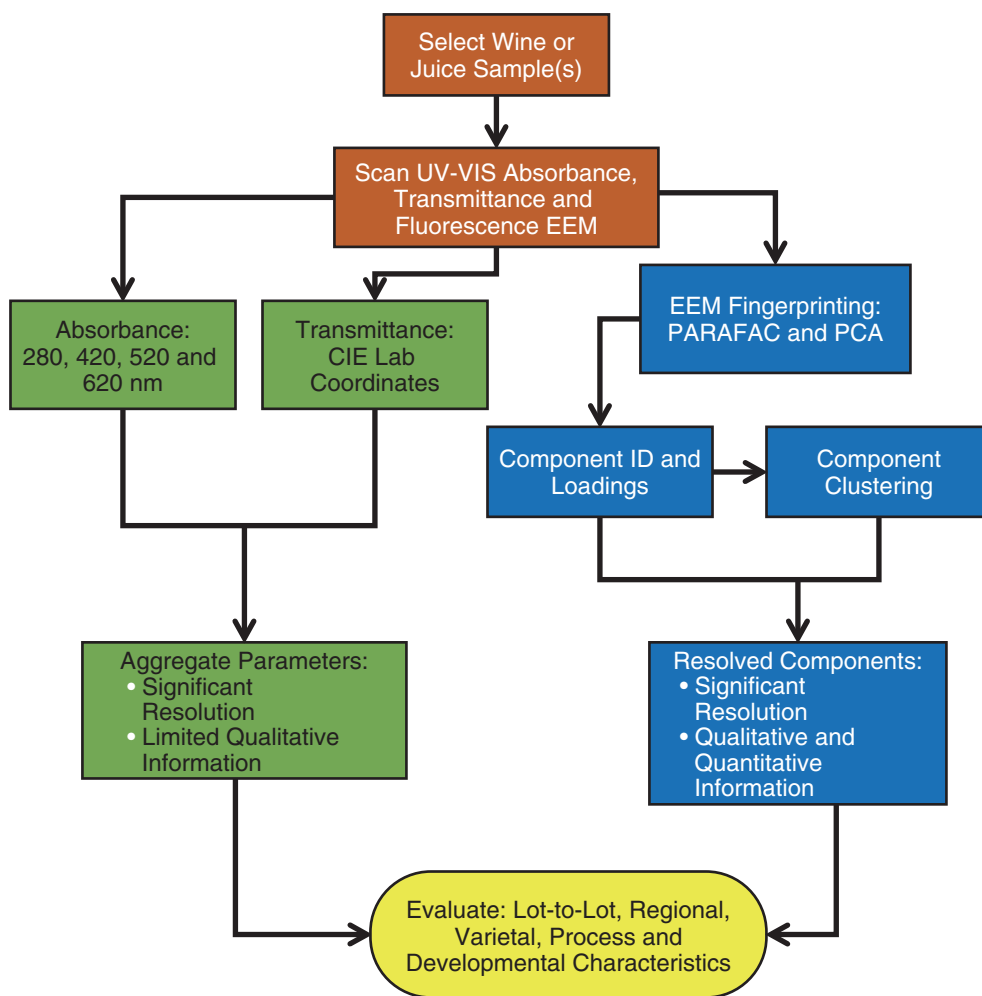 Select Wine or
Juice Sample(s)
Scan UV-VIS Absorbance,
Transmittance and
Fluorescence EEM
Absorbance:
280, 420, 520 and
620 nm
Transmittance:
CIE Lab
Coordinates
EEM Fingerprinting:
PARAFAC and PCA
Component ID and
Loadings
Component
Clustering
Aggregate Parameters:
• Significant
Resolution
• Limited Qualitative
Information
Resolved Components:
• Significant
Resolution
• Qualitative and
Quantitative
Information
Evaluate: Lot-to-Lot, Regional,
Varietal, Process and
Developmental Characteristics